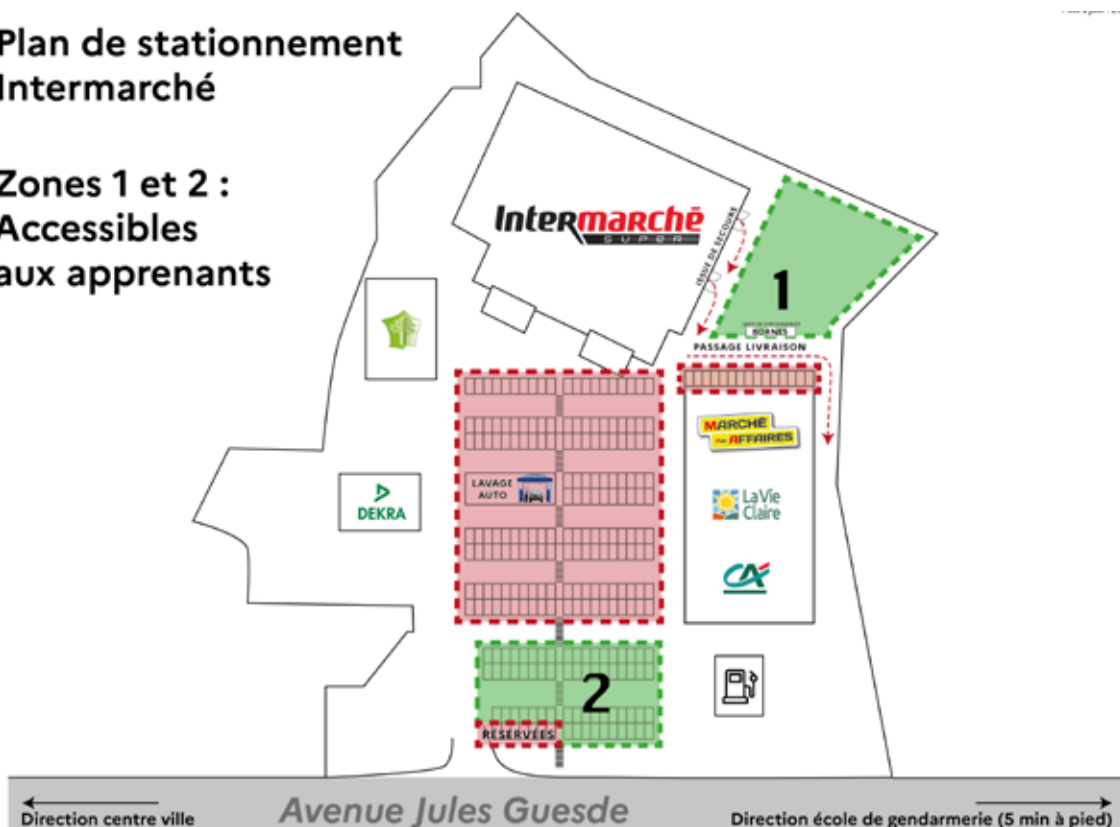 Plan de stationnement
Intermarché
Zones 1 et 2 :
Accessibles
aux apprenants
Intermarché
SUPER
ISSUE DE SECOURS
1
BORNES
PASSAGE LIVRAISON
MARCHÉ
AUX AFFAIRES
LAVAGE
AUTO
DEKRA
La Vie
Claire
CA
2
RESERVÉES
Avenue Jules Guesde
Direction centre ville
Direction école de gendarmerie (5 min à pied)